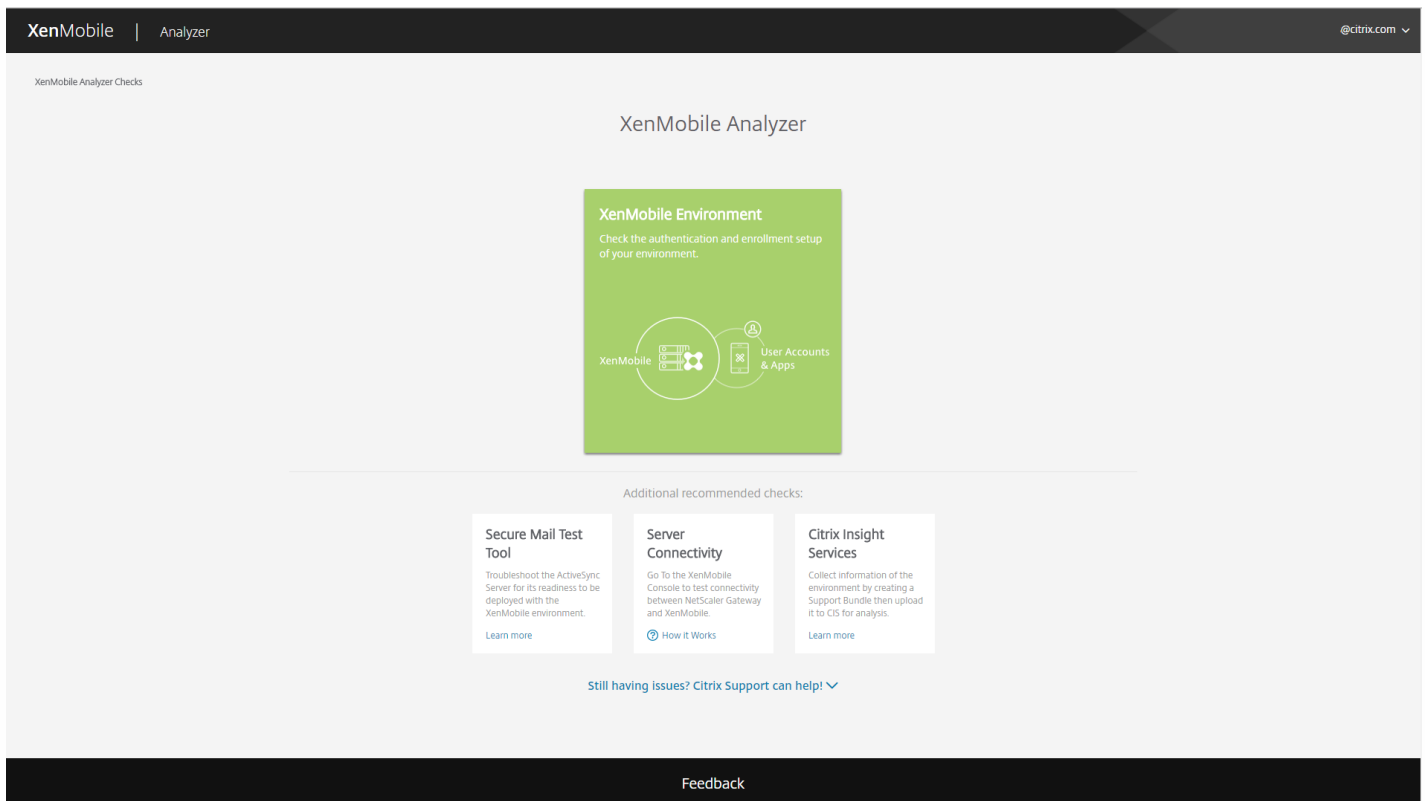 XenMobile | Analyzer
@citrix.com
XenMobile Analyzer Checks
XenMobile Analyzer
XenMobile Environment
Check the authentication and enrollment setup
of your environment.
XenMobile
User Accounts
& Apps
Additional recommended checks:
Secure Mail Test
Tool
Troubleshoot the ActiveSync
Server for its readiness to be
deployed with the
XenMobile environment.
Learn more
Server
Connectivity
Go To the XenMobile
Console to test connectivity
between NetScaler Gateway
and XenMobile.
? How it Works
Citrix Insight
Services
Collect information of the
environment by creating a
Support Bundle then upload
it to CIS for analysis.
Learn more
Still having issues? Citrix Support can help!
Feedback